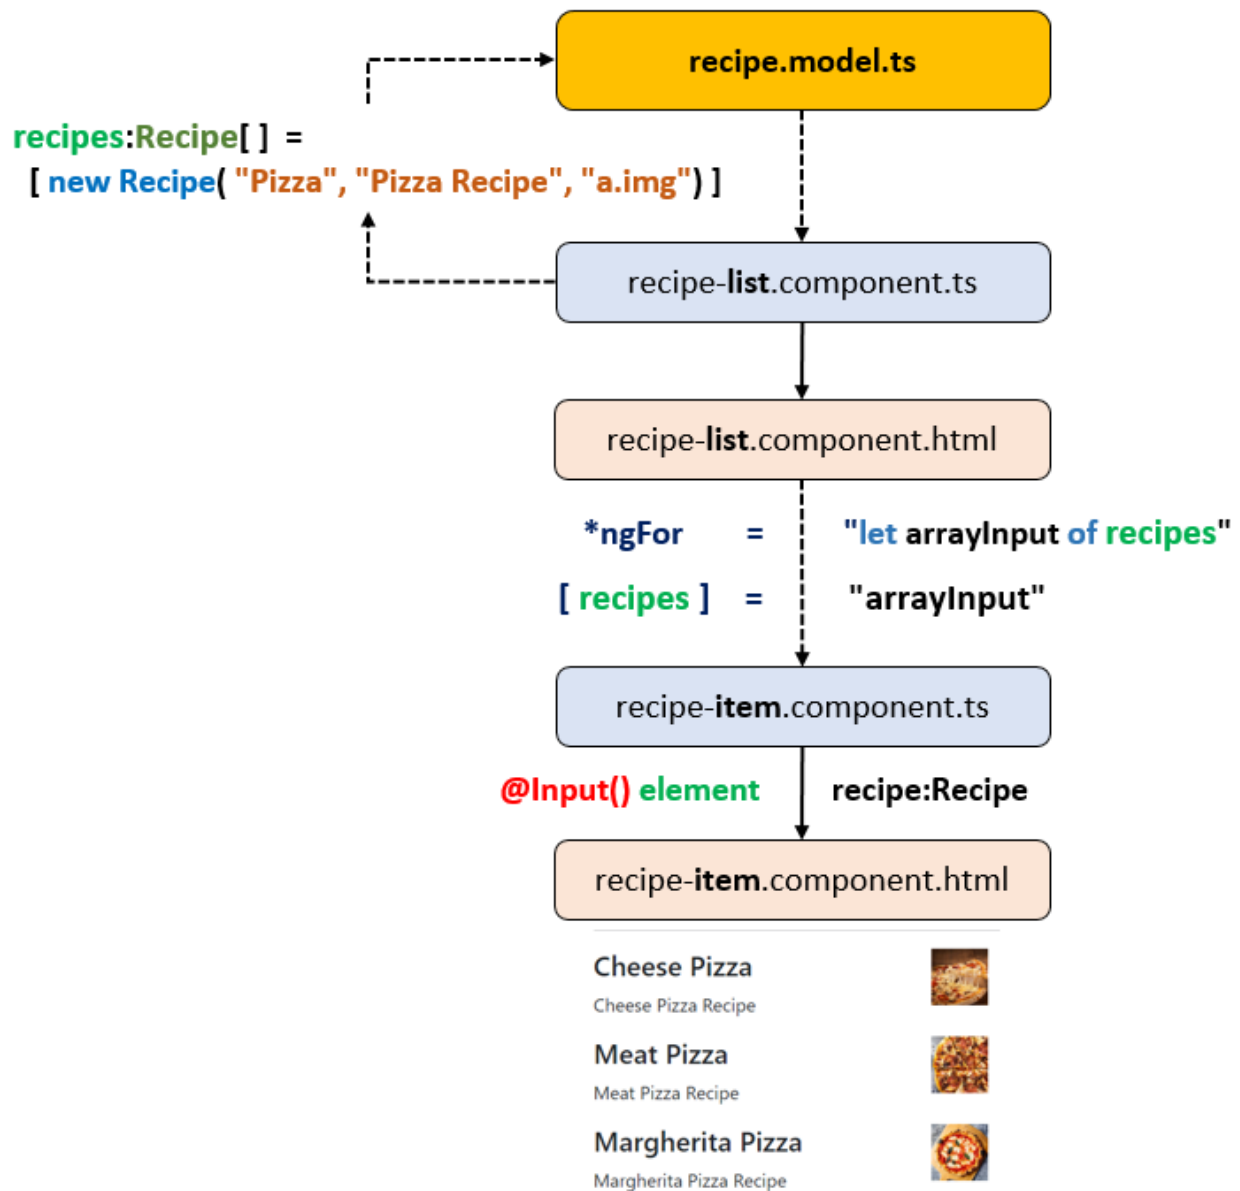 recipe.model.ts
recipes:Recipe[ ] =
[ new Recipe( "Pizza", "Pizza Recipe", "a.img") ]
recipe-list.component.ts
recipe-list.component.html
*ngFor = "let arrayInput of recipes"
[ recipes ] = "arrayInput"
recipe-item.component.ts
@Input() element recipe:Recipe
recipe-item.component.html
Cheese Pizza
Cheese Pizza Recipe
Meat Pizza
Meat Pizza Recipe
Margherita Pizza
Margherita Pizza Recipe